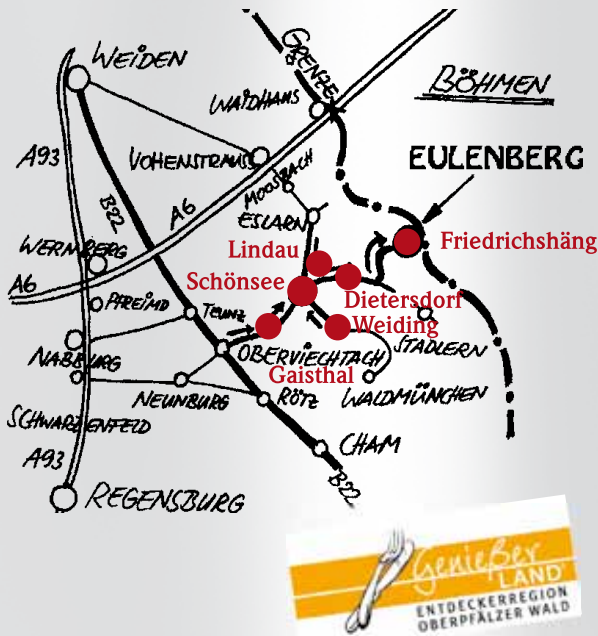 WEIDEN
GRENZE
BÖHMEN
WAIDHAUS
A93
VOHENSTRAUSS
EULENBERG
MOOSBACH
B22
A6
ESLARN
Friedrichshäng
WERNBERG
Lindau
A6
Schönsee
PFREIMD
TEUNZ
Dietersdorf
Weiding
STADLERN
NABBURG
OBERVIECHTACH
Gaisthal
WALDMÜNCHEN
NEUNBURG
RÖTZ
SCHWARZENFELD
CHAM
A93
B22
REGENSBURG
Genießer
LAND
ENTDECKERREGION
OBERPFÄLZER WALD